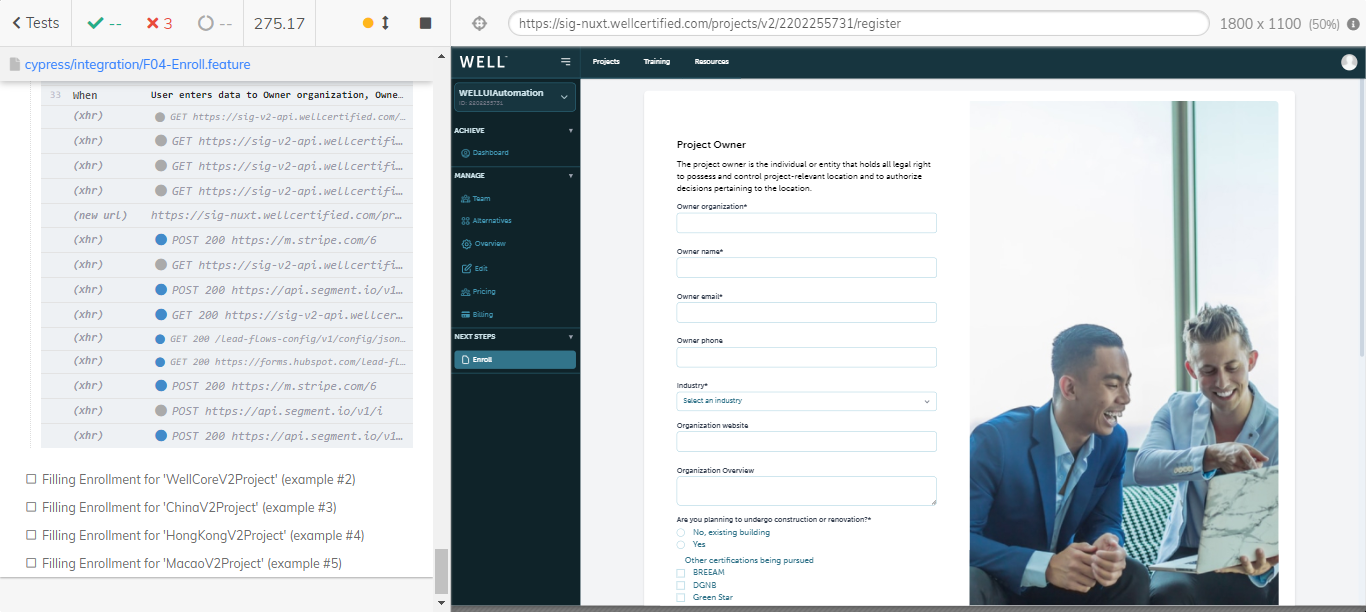 Tests
--
3
--
275.17
https://sig-nuxt.wellcertified.com/projects/v2/2202255731/register
1800 x 1100 (50%)
cypress/integration/F04-Enroll.feature
33 When User enters data to Owner organization, Owne…
(xhr) GET https://sig-v2-api.wellcertified.com/…
(xhr) GET https://sig-v2-api.wellcertifi…
(xhr) GET https://sig-v2-api.wellcertifi…
(xhr) GET https://sig-v2-api.wellcertifi…
(new url) https://sig-nuxt.wellcertified.com/pr…
(xhr) POST 200 https://m.stripe.com/6
(xhr) GET https://sig-v2-api.wellcertifi…
(xhr) POST 200 https://api.segment.io/v1…
(xhr) GET 200 https://sig-v2-api.wellcer…
(xhr) GET 200 /lead-flows-config/v1/config/json…
(xhr) GET 200 https://forms.hubspot.com/lead-fl…
(xhr) POST 200 https://m.stripe.com/6
(xhr) POST https://api.segment.io/v1/i
(xhr) POST 200 https://api.segment.io/v1…
Filling Enrollment for 'WellCoreV2Project' (example #2)
Filling Enrollment for 'ChinaV2Project' (example #3)
Filling Enrollment for 'HongKongV2Project' (example #4)
Filling Enrollment for 'MacaoV2Project' (example #5)
WELL
Projects
Training
Resources
WELLUIAutomation
ID: 2202255731
ACHIEVE
Dashboard
MANAGE
Team
Alternatives
Overview
Edit
Pricing
Billing
NEXT STEPS
Enroll
Project Owner
The project owner is the individual or entity that holds all legal right
to possess and control project-relevant location and to authorize
decisions pertaining to the location.
Owner organization*
Owner name*
Owner email*
Owner phone
Industry*
Select an industry
Organization website
Organization Overview
Are you planning to undergo construction or renovation?*
No, existing building
Yes
Other certifications being pursued
BREEAM
DGNB
Green Star